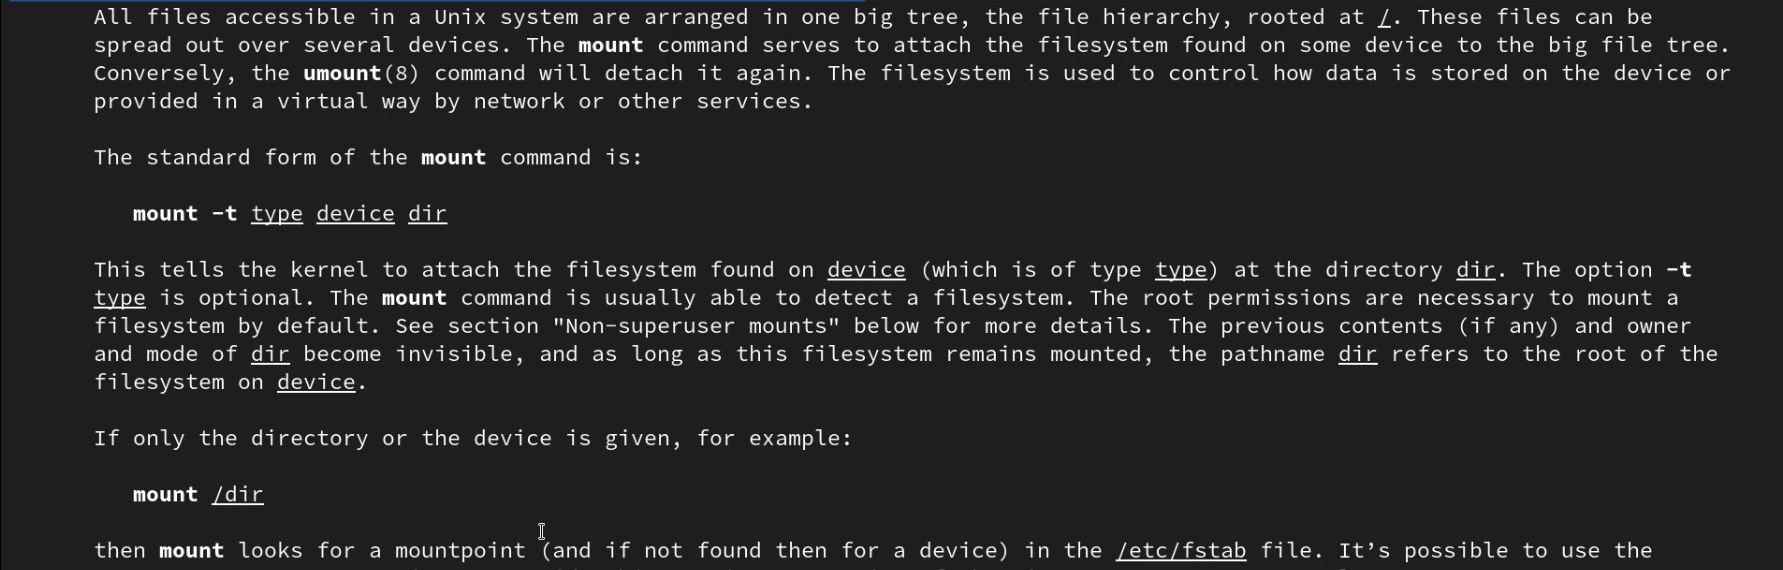 All files accessible in a Unix system are arranged in one big tree, the file hierarchy, rooted at /. These files can be
spread out over several devices. The mount command serves to attach the filesystem found on some device to the big file tree.
Conversely, the umount(8) command will detach it again. The filesystem is used to control how data is stored on the device or
provided in a virtual way by network or other services.
The standard form of the mount command is:
mount -t type device dir
This tells the kernel to attach the filesystem found on device (which is of type type) at the directory dir. The option -t
type is optional. The mount command is usually able to detect a filesystem. The root permissions are necessary to mount a
filesystem by default. See section "Non-superuser mounts" below for more details. The previous contents (if any) and owner
and mode of dir become invisible, and as long as this filesystem remains mounted, the pathname dir refers to the root of the
filesystem on device.
If only the directory or the device is given, for example:
mount /dir
then mount looks for a mountpoint (and if not found then for a device) in the /etc/fstab file. It’s possible to use the